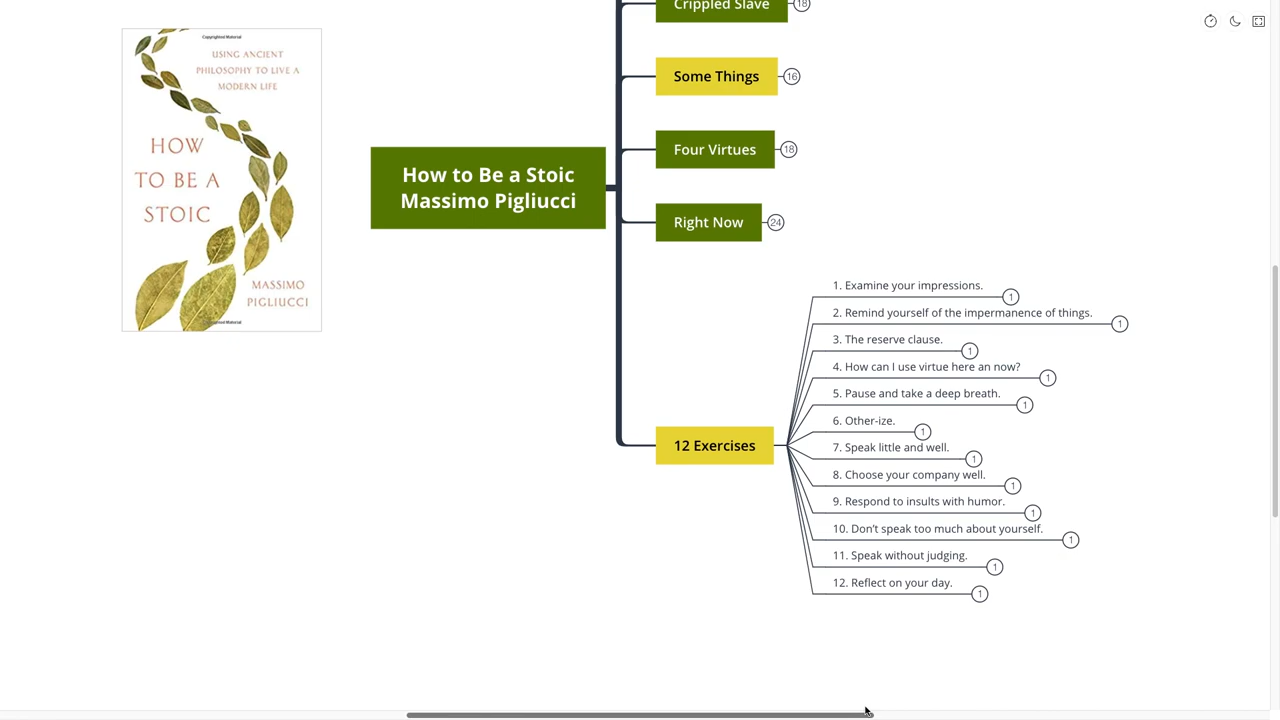 Copyrighted Material
USING ANCIENT
PHILOSOPHY TO LIVE A
MODERN LIFE
HOW
TO BE A
STOIC
MASSIMO
PIGLIUCCI
Copyrighted Material
How to Be a Stoic
Massimo Pigliucci
Crippled Slave 18
Some Things 16
Four Virtues 18
Right Now 24
12 Exercises
1. Examine your impressions. 1
2. Remind yourself of the impermanence of things. 1
3. The reserve clause. 1
4. How can I use virtue here an now? 1
5. Pause and take a deep breath. 1
6. Other-ize. 1
7. Speak little and well. 1
8. Choose your company well. 1
9. Respond to insults with humor. 1
10. Don’t speak too much about yourself. 1
11. Speak without judging. 1
12. Reflect on your day. 1